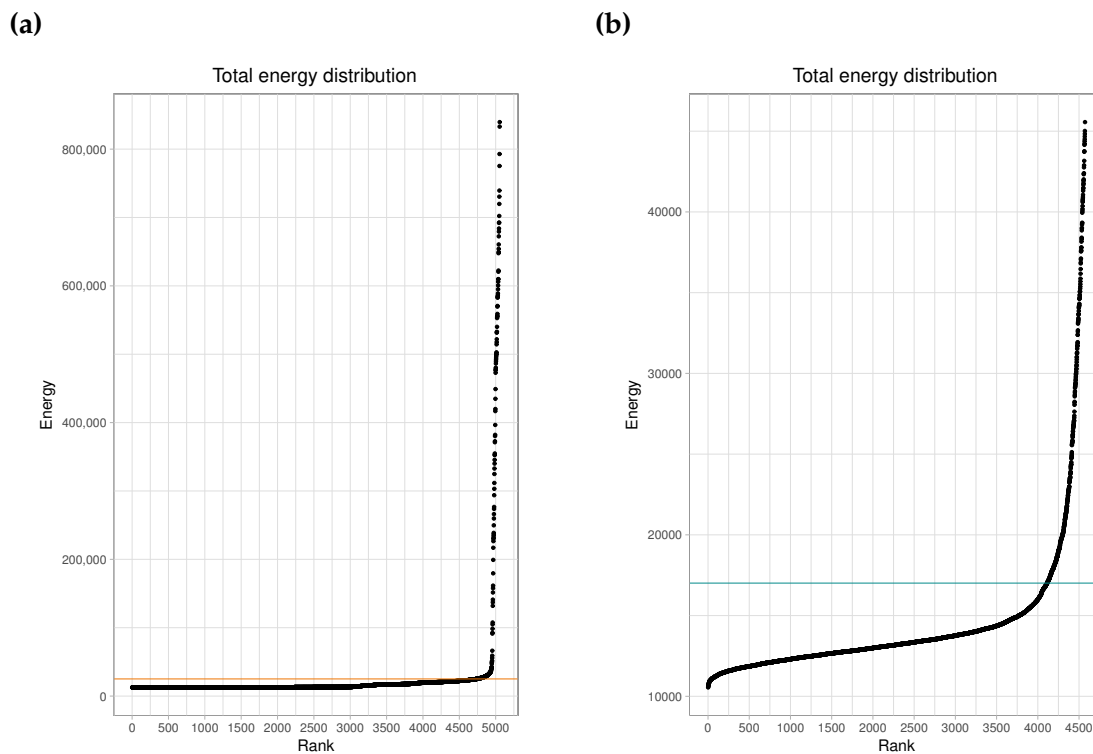 (a)
Total energy distribution
800,000
600,000
400,000
200,000
0
Energy
0 500 1000 1500 2000 2500 3000 3500 4000 4500 5000
Rank
(b)
Total energy distribution
40000
30000
20000
10000
Energy
0 500 1000 1500 2000 2500 3000 3500 4000 4500
Rank